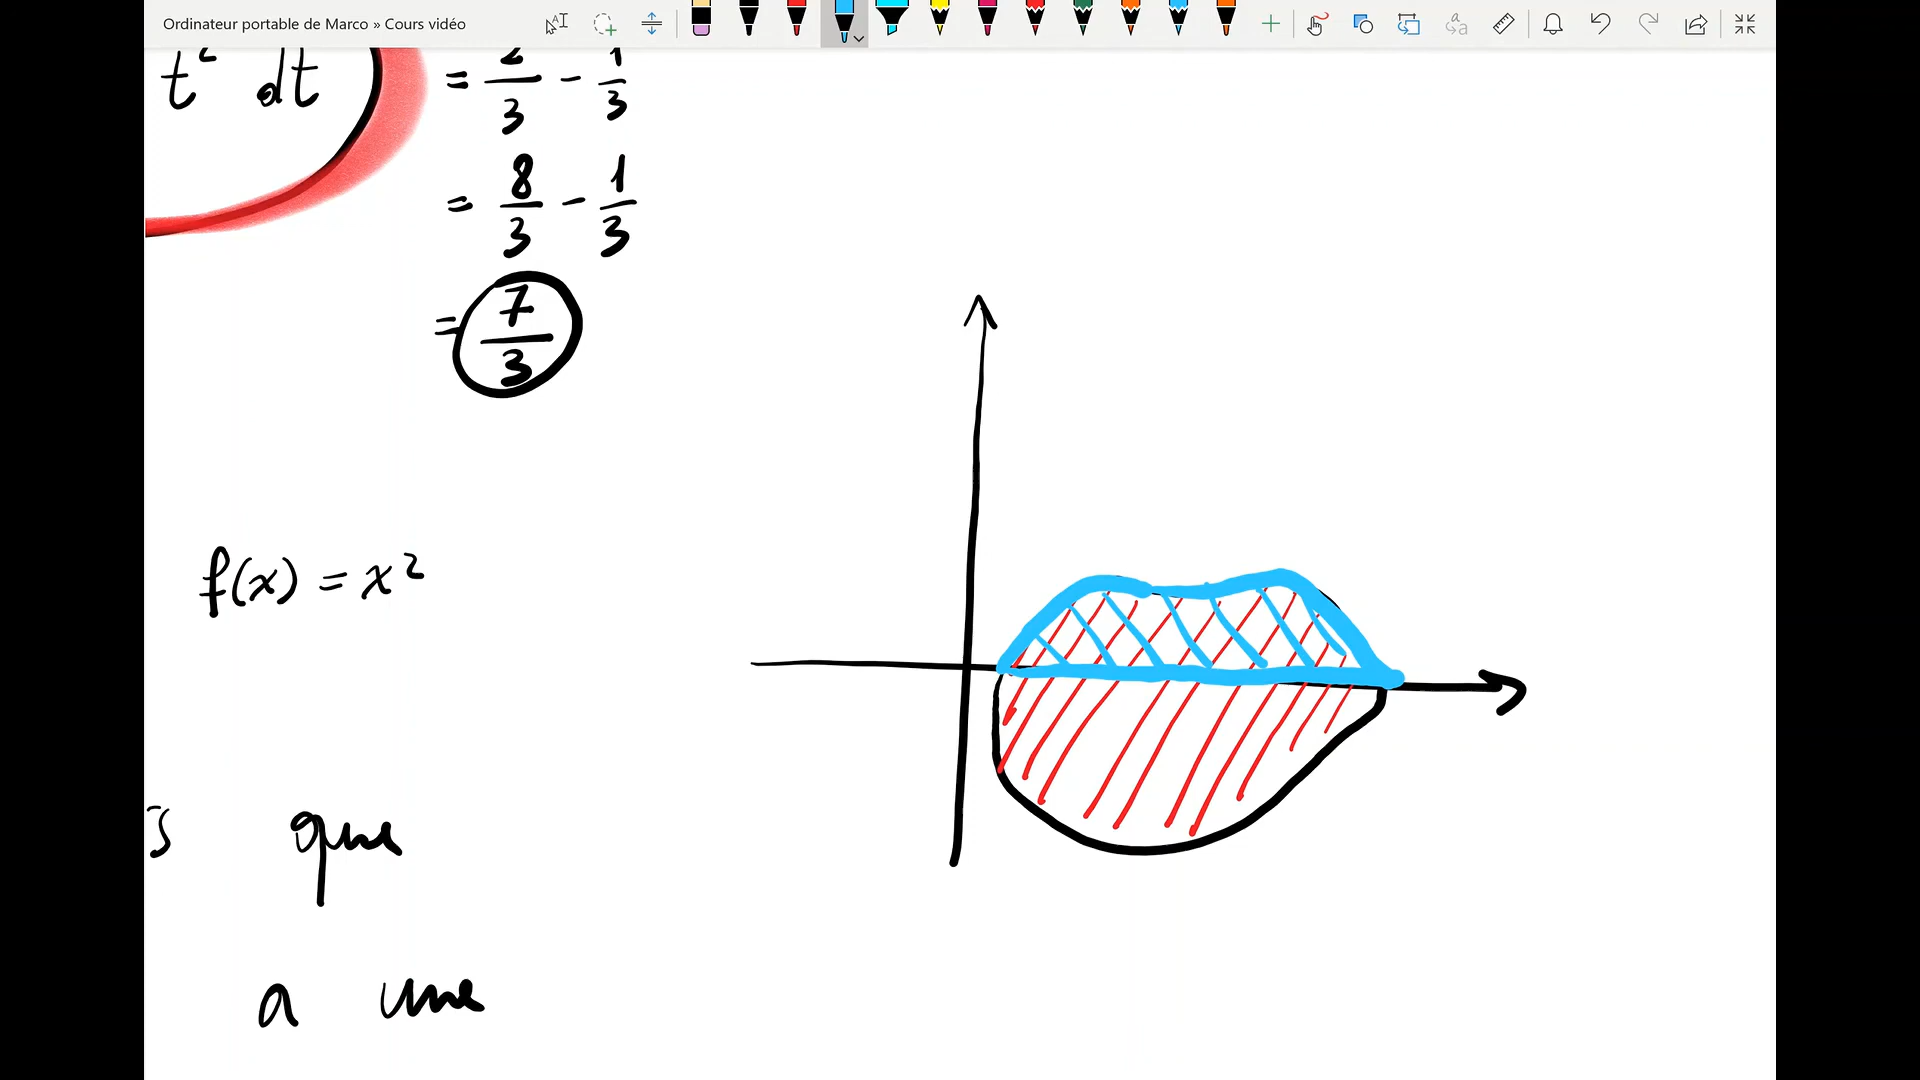 Ordinateur portable de Marco » Cours vidéo
t² dt = 2/3 - 1/3
= 8/3 - 1/3
= 7/3
f(x) = x²
que
a une